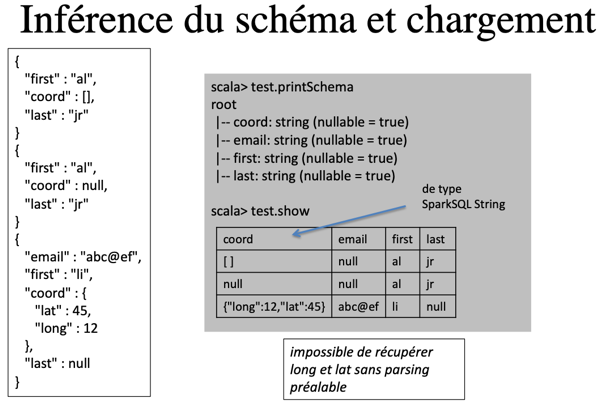 Inférence du schéma et chargement
{
"first" : "al",
"coord" : [],
"last" : "jr"
}
{
"first" : "al",
"coord" : null,
"last" : "jr"
}
{
"email" : "abc@ef",
"first" : "li",
"coord" : {
"lat" : 45,
"long" : 12
},
"last" : null
}
scala> test.printSchema
root
|-- coord: string (nullable = true)
|-- email: string (nullable = true)
|-- first: string (nullable = true)
|-- last: string (nullable = true)
de type
SparkSQL String
scala> test.show
coord email first last
[ ] null al jr
null null al jr
{"long":12,"lat":45} abc@ef li null
impossible de récupérer
long et lat sans parsing
préalable